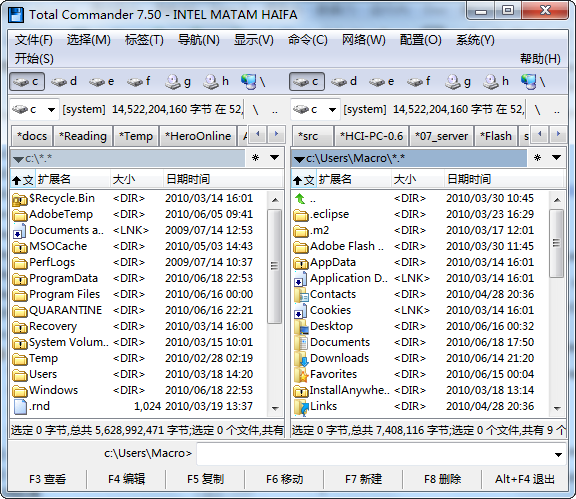 Total Commander 7.50 - INTEL MATAM HAIFA
文件(F) 选择(M) 标签(T) 导航(N) 显示(V) 命令(C) 网络(W) 配置(O) 系统(Y)
开始(S) 帮助(H)
c d e f g h \ c d e f g h \
c [system] 14,522,204,160 字节 在 52, \ .. c [system] 14,522,204,160 字节 在 52, \ ..
*docs *Reading *Temp *HeroOnline *src *HCI-PC-0.6 *07_server *Flash s
c:\*.* * c:\Users\Macro\*.* *
文 扩展名 大小 日期时间 文 扩展名 大小 日期时间
$Recycle.Bin <DIR> 2010/03/14 16:01 .. <DIR> 2010/03/30 10:45
AdobeTemp <DIR> 2010/06/05 09:41 .eclipse <DIR> 2010/03/23 16:29
Documents a.. <LNK> 2009/07/14 12:53 .m2 <DIR> 2010/03/17 12:01
MSOCache <DIR> 2010/05/03 14:43 Adobe Flash .. <DIR> 2010/03/30 11:45
PerfLogs <DIR> 2009/07/14 10:37 AppData <DIR> 2010/03/14 16:01
ProgramData <DIR> 2010/06/18 22:53 Application D.. <LNK> 2010/03/14 16:01
Program Files <DIR> 2010/06/16 00:00 Contacts <DIR> 2010/04/28 20:36
QUARANTINE <DIR> 2010/06/16 22:21 Cookies <LNK> 2010/03/14 16:01
Recovery <DIR> 2010/03/14 16:00 Desktop <DIR> 2010/06/16 00:32
System Volum.. <DIR> 2010/03/15 10:01 Documents <DIR> 2010/06/18 17:50
Temp <DIR> 2010/02/28 02:19 Downloads <DIR> 2010/06/14 21:20
Users <DIR> 2010/03/18 14:20 Favorites <DIR> 2010/06/15 00:04
Windows <DIR> 2010/06/18 22:53 InstallAnywhe.. <DIR> 2010/03/18 13:14
.rnd 1,024 2010/03/19 13:37 Links <DIR> 2010/04/28 20:36
选定 0 字节,总共 5,628,992,471 字节;选定 0 个文件,共有 选定 0 字节,总共 7,408,116 字节;选定 0 个文件,共有 9 个
c:\Users\Macro>
F3 查看 F4 编辑 F5 复制 F6 移动 F7 新建 F8 删除 Alt+F4 退出